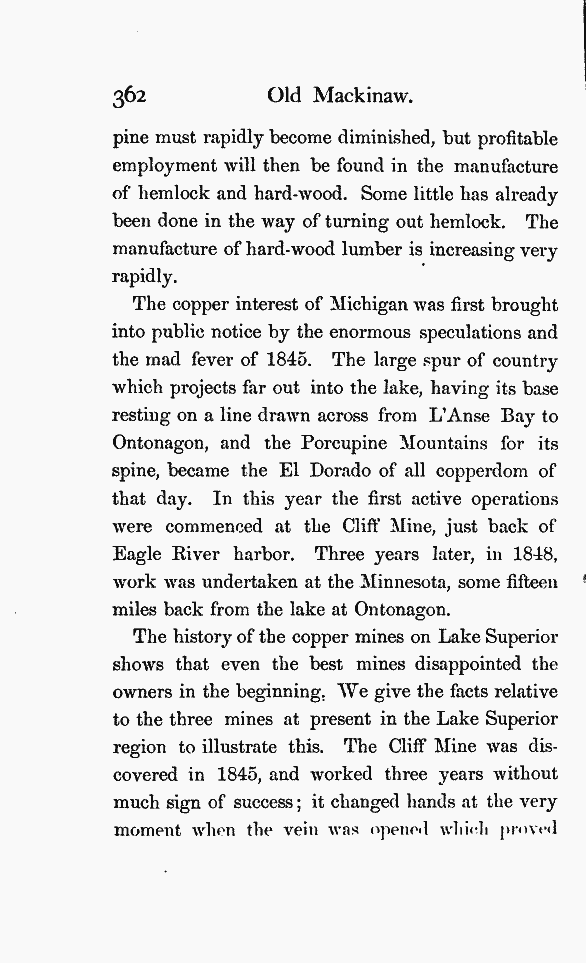 362 Old Mackinaw.
pine must rapidly become diminished, but profitable
employment will then be found in the manufacture
of hemlock and hard-wood. Some little has already
been done in the way of turning out hemlock. The
manufacture of hard-wood lumber is increasing very
rapidly.
The copper interest of Michigan was first brought
into public notice by the enormous speculations and
the mad fever of 1845. The large spur of country
which projects far out into the lake, having its base
resting on a line drawn across from L'Anse Bay to
Ontonagon, and the Porcupine Mountains for its
spine, became the El Dorado of all copperdom of
that day. In this year the first active operations
were commenced at the Cliff Mine, just back of
Eagle River harbor. Three years later, in 1848,
work was undertaken at the Minnesota, some fifteen
miles back from the lake at Ontonagon.
The history of the copper mines on Lake Superior
shows that even the best mines disappointed the
owners in the beginning. We give the facts relative
to the three mines at present in the Lake Superior
region to illustrate this. The Cliff Mine was dis-
covered in 1845, and worked three years without
much sign of success; it changed hands at the very
moment when the vein was opened which proved